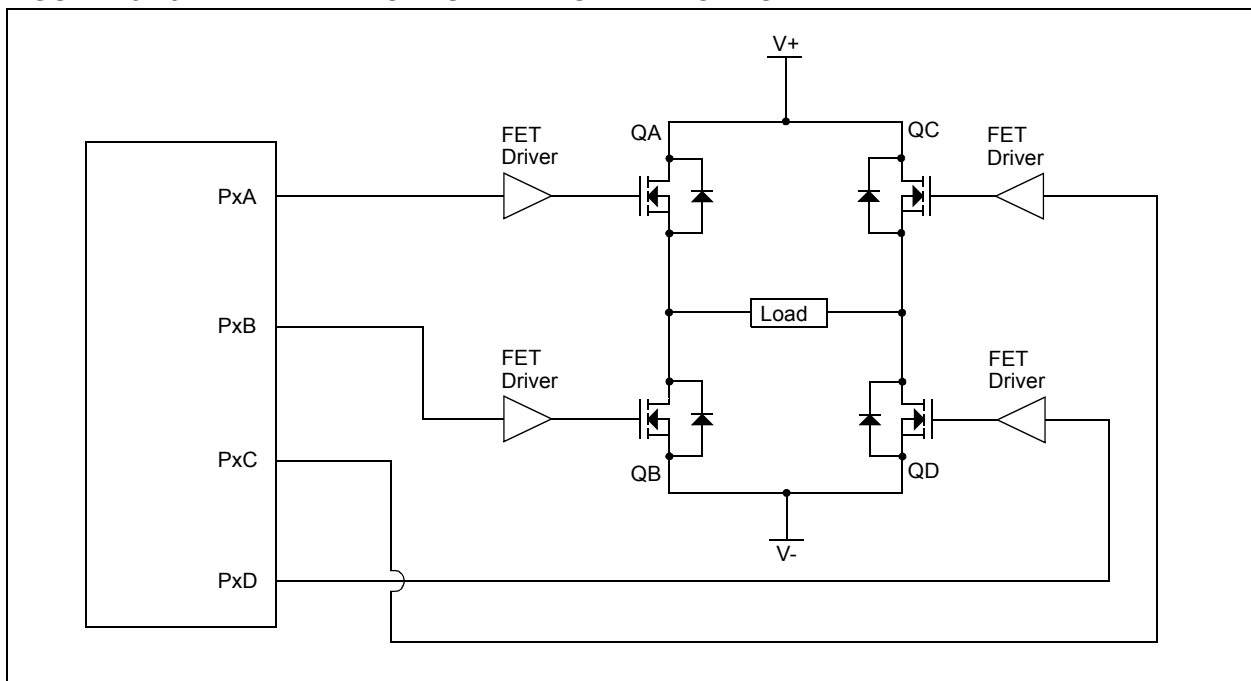 V+
FET
Driver
QA
QC
FET
Driver
PxA
PxB
Load
FET
Driver
FET
Driver
PxC
QB
QD
V-
PxD